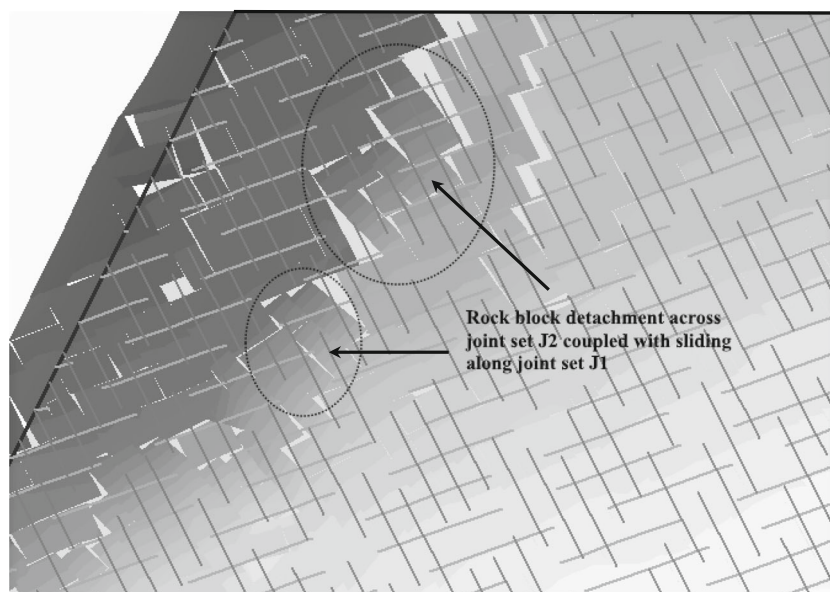 Rock block detachment across
joint set J2 coupled with sliding
along joint set J1